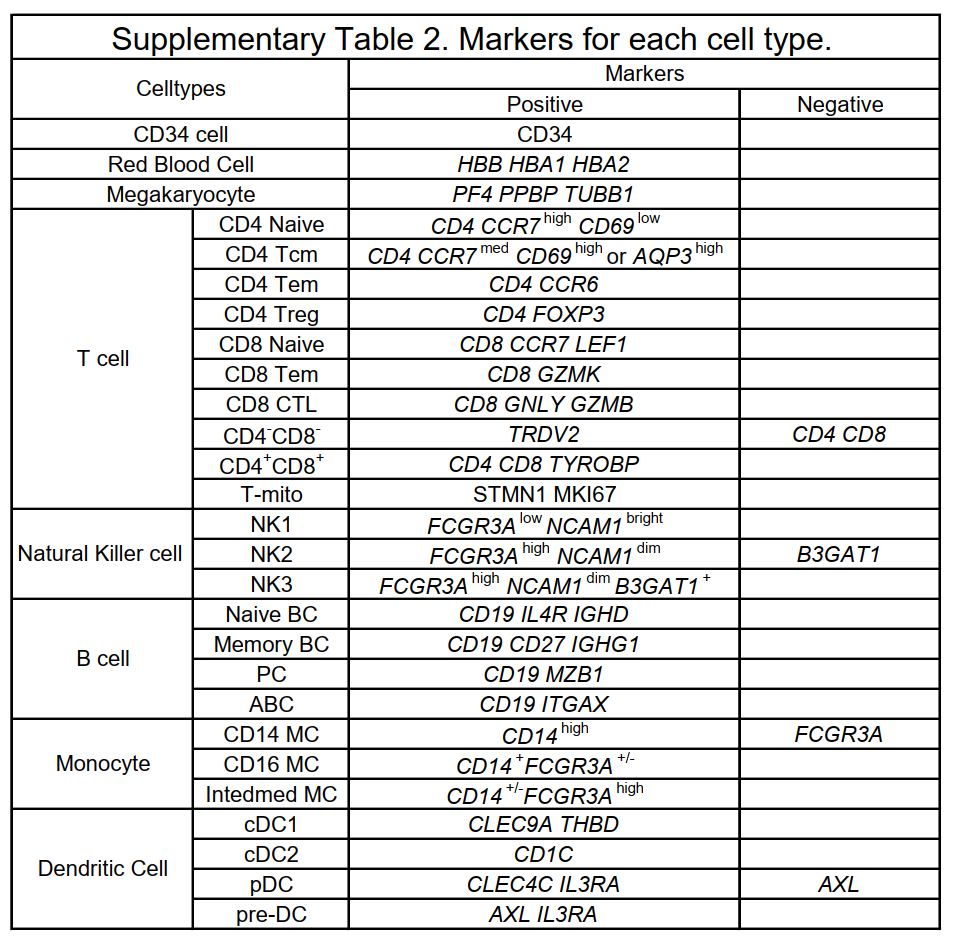 Supplementary Table 2. Markers for each cell type.
Celltypes Markers
Positive Negative
CD34 cell CD34
Red Blood Cell HBB HBA1 HBA2
Megakaryocyte PF4 PPBP TUBB1
T cell
CD4 Naive CD4 CCR7 high CD69 low
CD4 Tcm CD4 CCR7 med CD69 high or AQP3 high
CD4 Tem CD4 CCR6
CD4 Treg CD4 FOXP3
CD8 Naive CD8 CCR7 LEF1
CD8 Tem CD8 GZMK
CD8 CTL CD8 GNLY GZMB
CD4-CD8- TRDV2 CD4 CD8
CD4+CD8+ CD4 CD8 TYROBP
T-mito STMN1 MKI67
Natural Killer cell
NK1 FCGR3A low NCAM1 bright
NK2 FCGR3A high NCAM1 dim B3GAT1
NK3 FCGR3A high NCAM1 dim B3GAT1 +
B cell
Naive BC CD19 IL4R IGHD
Memory BC CD19 CD27 IGHG1
PC CD19 MZB1
ABC CD19 ITGAX
Monocyte
CD14 MC CD14 high FCGR3A
CD16 MC CD14 + FCGR3A +/-
Intedmed MC CD14 +/- FCGR3A high
Dendritic Cell
cDC1 CLEC9A THBD
cDC2 CD1C
pDC CLEC4C IL3RA AXL
pre-DC AXL IL3RA